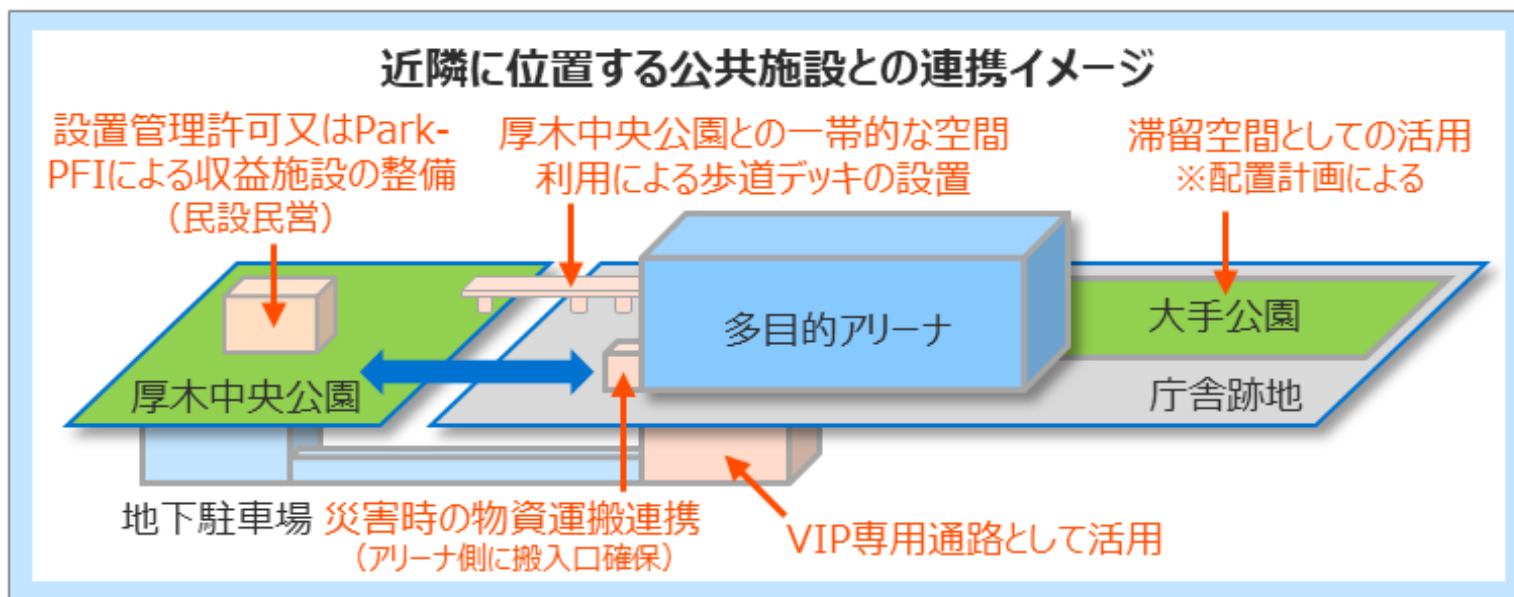 近隣に位置する公共施設との連携イメージ
設置管理許可又はPark-
PFIによる収益施設の整備
（民設民営）
厚木中央公園との一帯的な空間
利用による歩道デッキの設置
滞留空間としての活用
※配置計画による
多目的アリーナ
大手公園
厚木中央公園
庁舎跡地
地下駐車場
災害時の物資運搬連携
（アリーナ側に搬入口確保）
VIP専用通路として活用